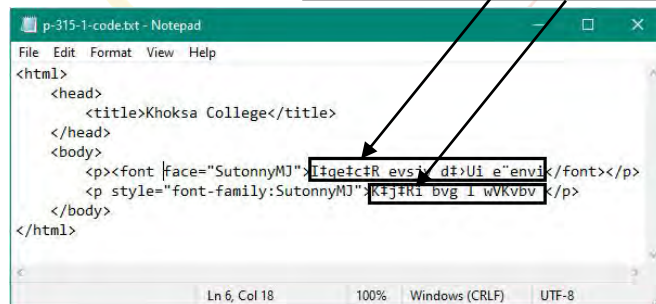 p-315-1-code.txt - Notepad
File Edit Format View Help
<html>
<head>
<title>Khoksa College</title>
</head>
<body>
<p><font face="SutonnyMJ">I‡qe‡c‡R evsjv d‡›Ui e¨envi</font></p>
<p style="font-family:SutonnyMJ">K‡j‡Ri bvg I wVKvbv </p>
</body>
</html>
Ln 6, Col 18 100% Windows (CRLF) UTF-8